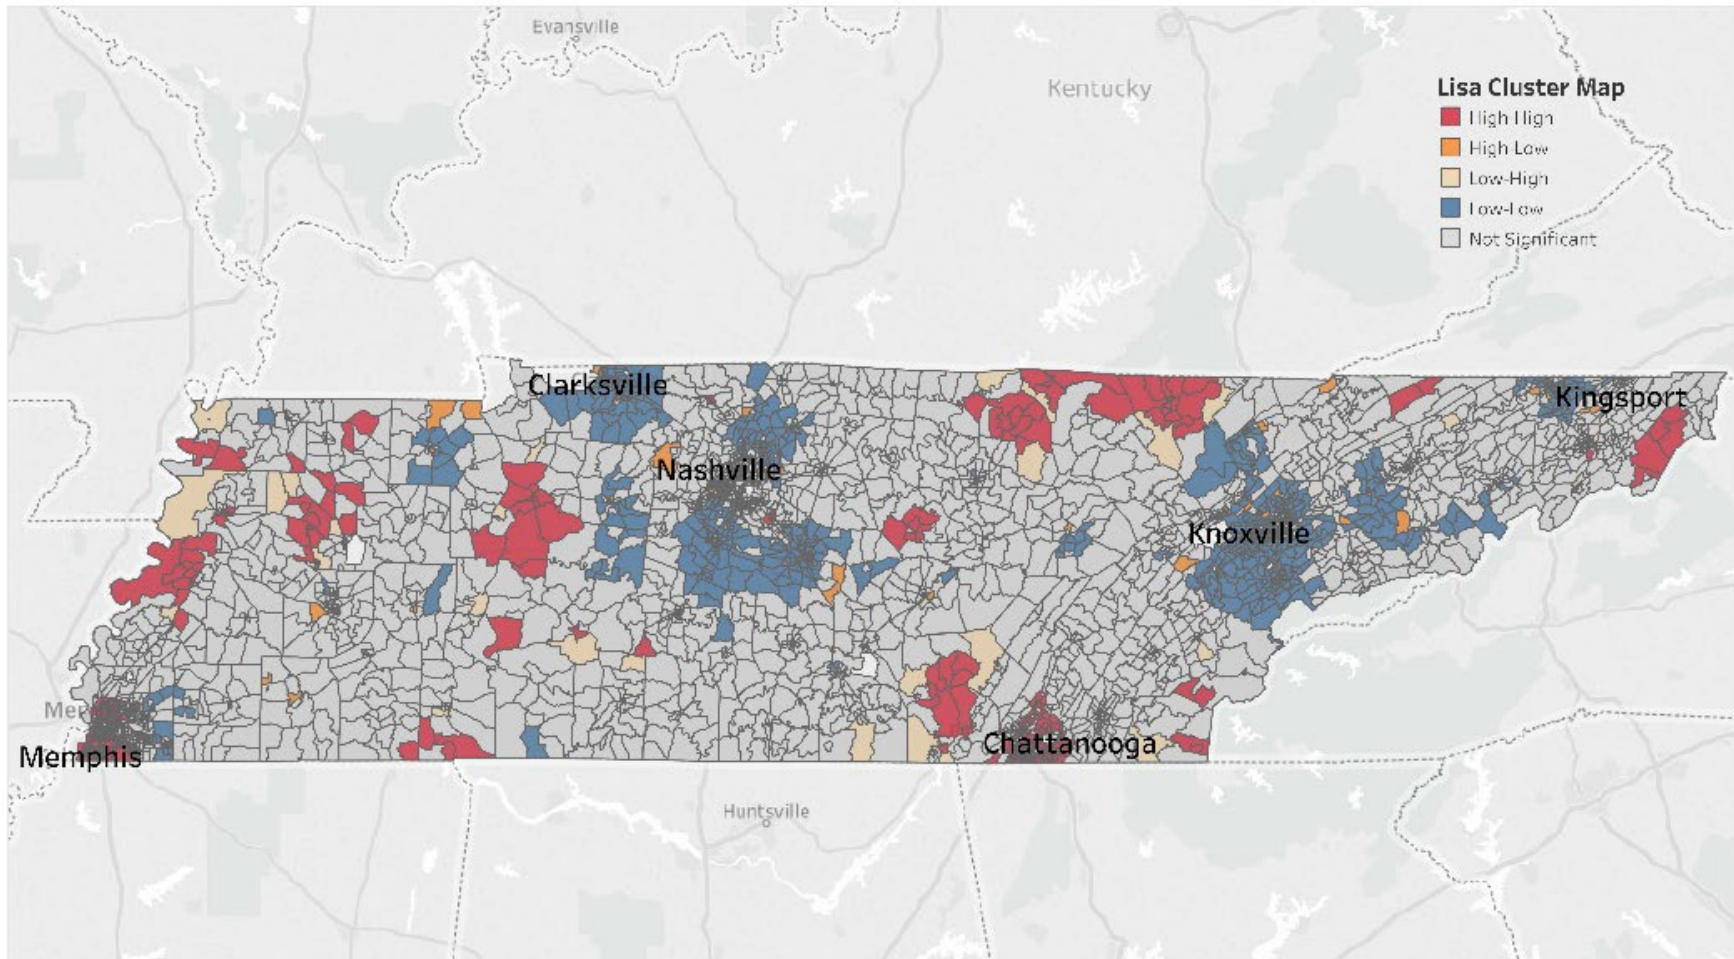 Evansville
Kentucky
Lisa Cluster Map
High-High
High-Low
Low-High
Low-Low
Not Significant
Clarksville
Kingsport
Nashville
Knoxville
Mem
Memphis
Chattanooga
Huntsville